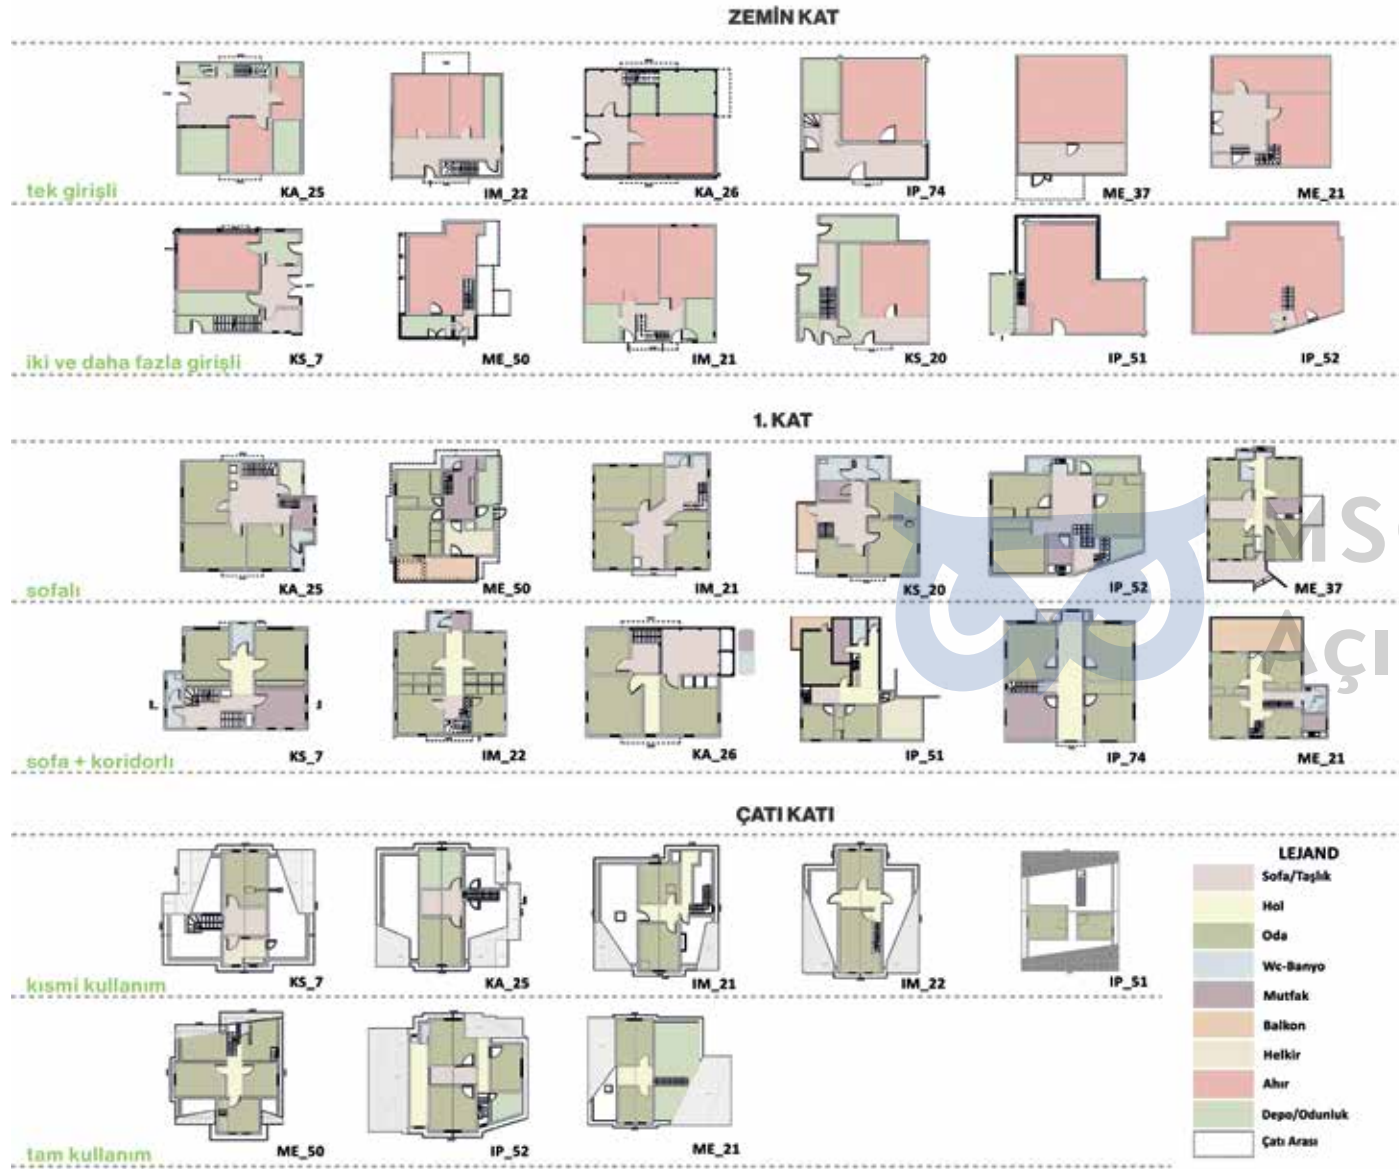 ZEMİN KAT
KA_25 IM_22 KA_26 IP_74 ME_37 ME_21
tek girişli
KS_7 ME_50 IM_21 KS_20 IP_51 IP_52
iki ve daha fazla girişli
1. KAT
KA_25 ME_50 IM_21 KS_20 IP_52 ME_37
sofalı
KS_7 IM_22 KA_26 IP_51 IP_74 ME_21
sofa + koridorlı
ÇATI KATI
KS_7 KA_25 IM_21 IM_22 IP_51
kısmi kullanım
ME_50 IP_52 ME_21
tam kullanım
LEJAND
Sofa/Taşlık
Hol
Oda
Wc-Banyo
Mutfak
Balkon
Helkir
Ahır
Depo/Odunluk
Çatı Arası
MS
Açı